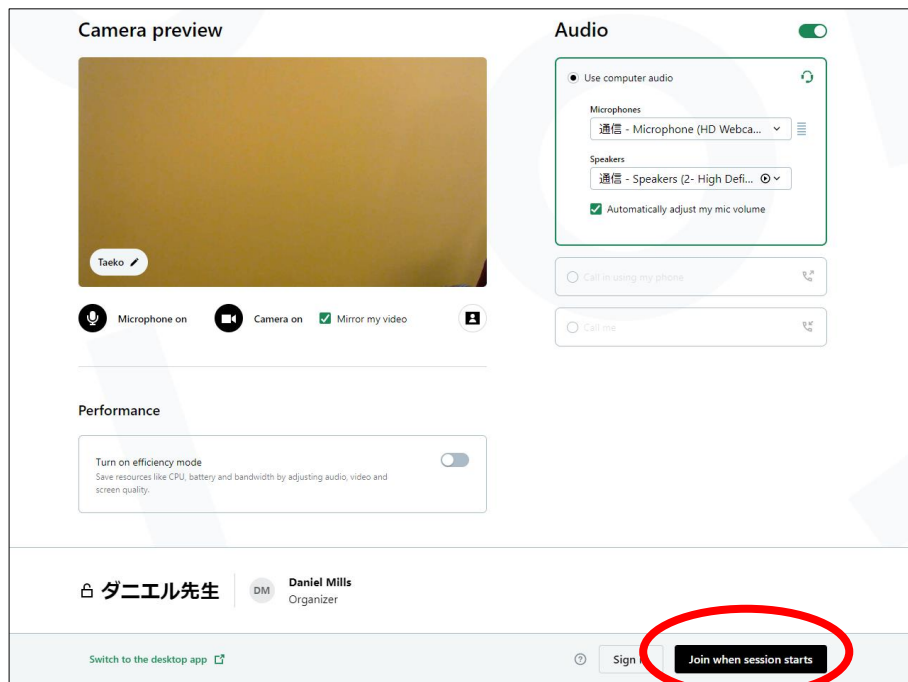 Camera preview
Taeko
Microphone on
Camera on
Mirror my video
Performance
Turn on efficiency mode
Save resources like CPU, battery and bandwidth by adjusting audio, video and
screen quality.
Audio
Use computer audio
Microphones
通信 - Microphone (HD Webca...
Speakers
通信 - Speakers (2- High Defi...
Automatically adjust my mic volume
Call in using my phone
Call me
ダニエル先生
DM
Daniel Mills
Organizer
Switch to the desktop app
Sign
Join when session starts